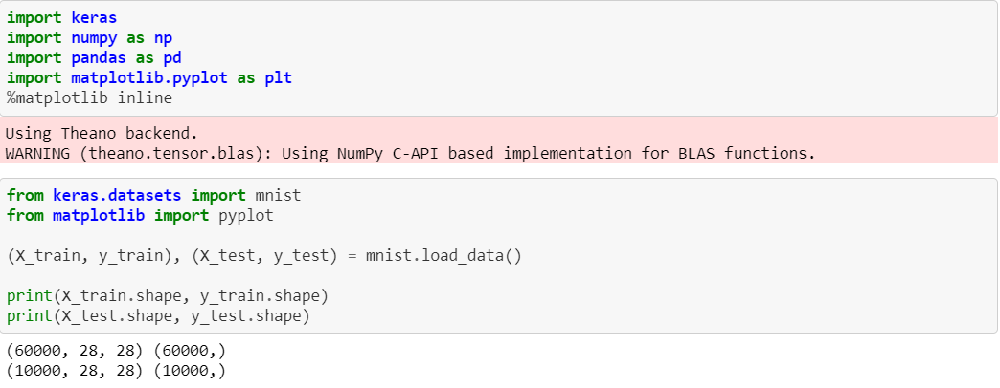 import keras
import numpy as np
import pandas as pd
import matplotlib.pyplot as plt
%matplotlib inline
Using Theano backend.
WARNING (theano.tensor.blas): Using NumPy C-API based implementation for BLAS functions.
from keras.datasets import mnist
from matplotlib import pyplot
(X_train, y_train), (X_test, y_test) = mnist.load_data()
print(X_train.shape, y_train.shape)
print(X_test.shape, y_test.shape)
(60000, 28, 28) (60000,)
(10000, 28, 28) (10000,)